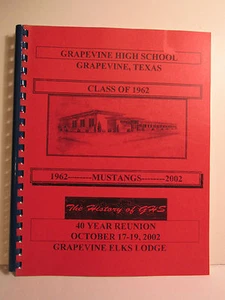 GRAPEVINE HIGH SCHOOL
GRAPEVINE, TEXAS
CLASS OF 1962
1962--------MUSTANGS--------2002
The History of GHS
40 YEAR REUNION
OCTOBER 17-19, 2002
GRAPEVINE ELKS LODGE